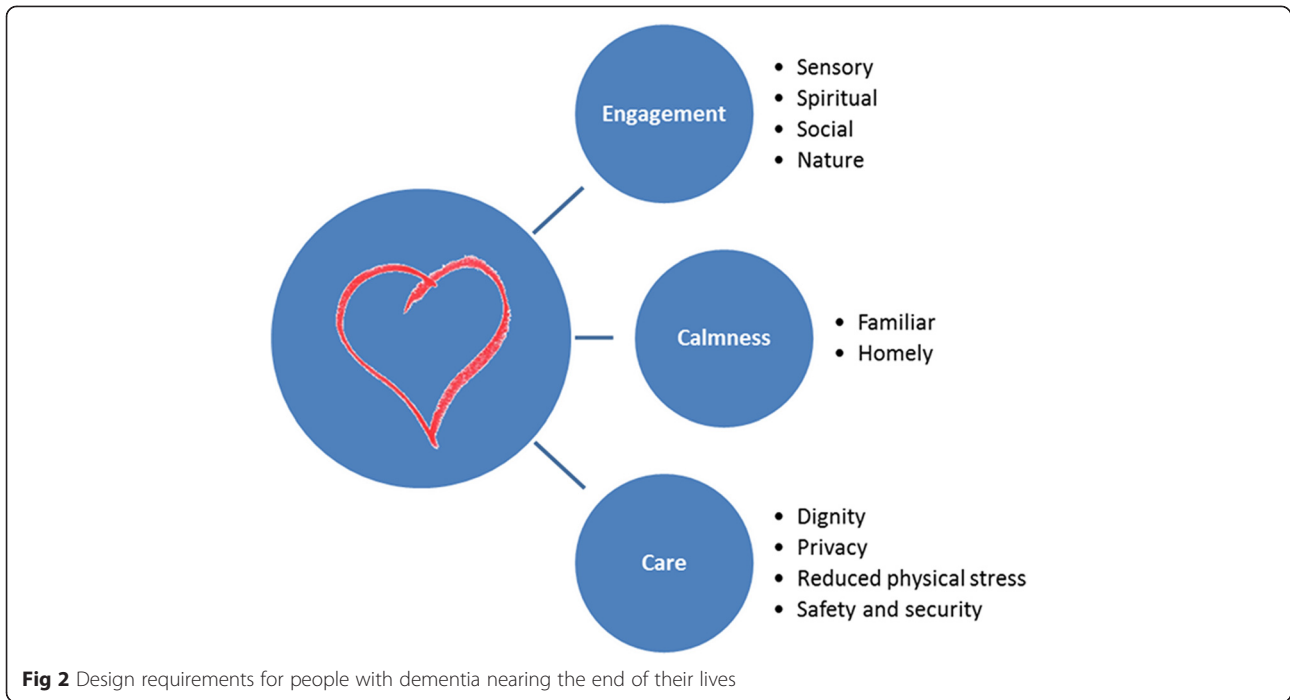 Engagement
• Sensory
• Spiritual
• Social
• Nature
Calmness
• Familiar
• Homely
Care
• Dignity
• Privacy
• Reduced physical stress
• Safety and security
Fig 2 Design requirements for people with dementia nearing the end of their lives